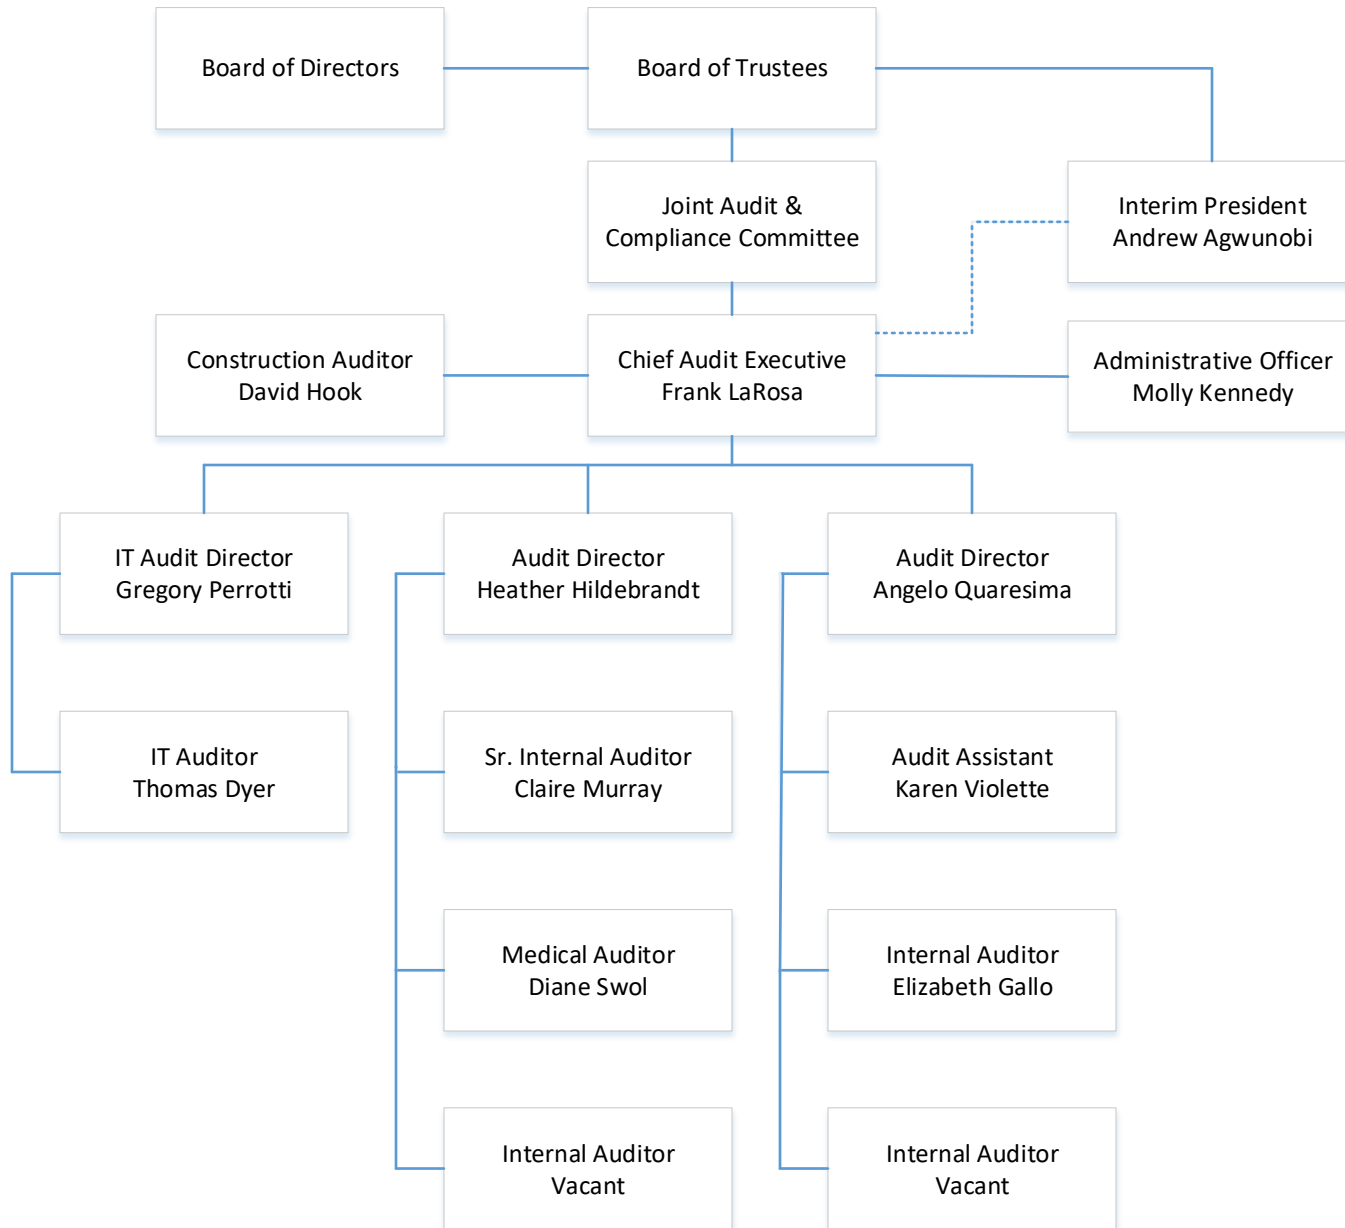 Board of Directors
Board of Trustees
Joint Audit &
Compliance Committee
Interim President
Andrew Agwunobi
Construction Auditor
David Hook
Chief Audit Executive
Frank LaRosa
Administrative Officer
Molly Kennedy
IT Audit Director
Gregory Perrotti
Audit Director
Heather Hildebrandt
Audit Director
Angelo Quaresima
IT Auditor
Thomas Dyer
Sr. Internal Auditor
Claire Murray
Audit Assistant
Karen Violette
Medical Auditor
Diane Swol
Internal Auditor
Elizabeth Gallo
Internal Auditor
Vacant
Internal Auditor
Vacant